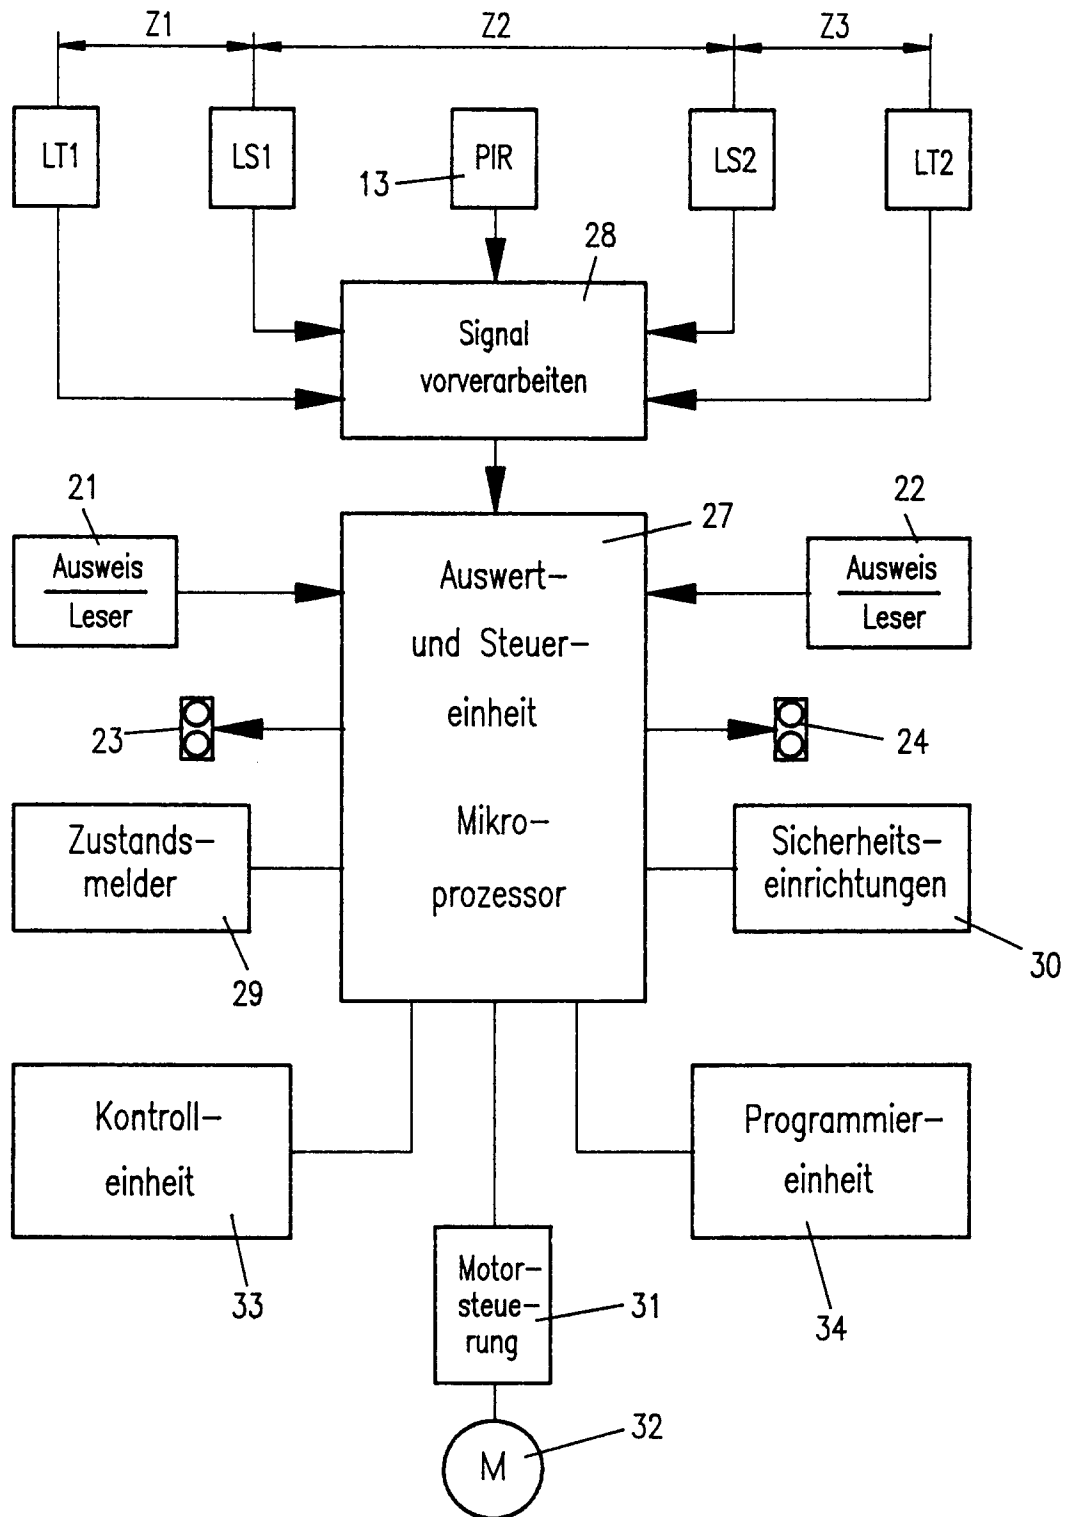 Z1
Z2
Z3
LT1
LS1
PIR
LS2
LT2
13
28
Signal
vorverarbeiten
21
27
22
Ausweis
Leser
Auswert-
und Steuer-
einheit
Mikro-
prozessor
Ausweis
Leser
23
24
Zustands-
melder
Sicherheits-
einrichtungen
29
30
Kontroll-
einheit
Programmier-
einheit
33
Motor-
steue-
rung
31
34
32
M